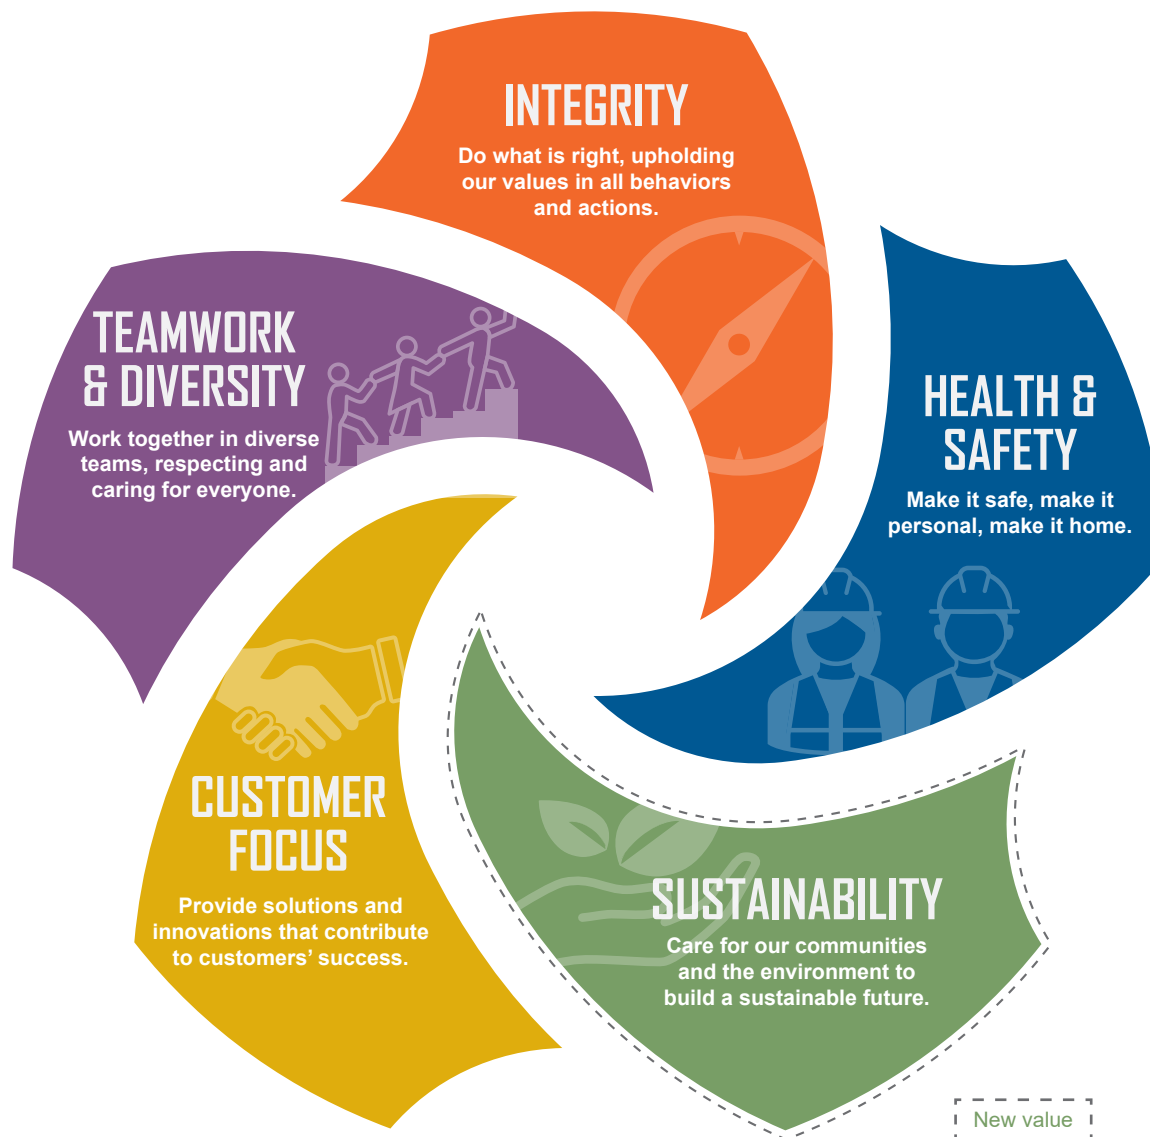 INTEGRITY
Do what is right, upholding
our values in all behaviors
and actions.
TEAMWORK
& DIVERSITY
Work together in diverse
teams, respecting and
caring for everyone.
HEALTH &
SAFETY
Make it safe, make it
personal, make it home.
CUSTOMER
FOCUS
Provide solutions and
innovations that contribute
to customers’ success.
SUSTAINABILITY
Care for our communities
and the environment to
build a sustainable future.
New value